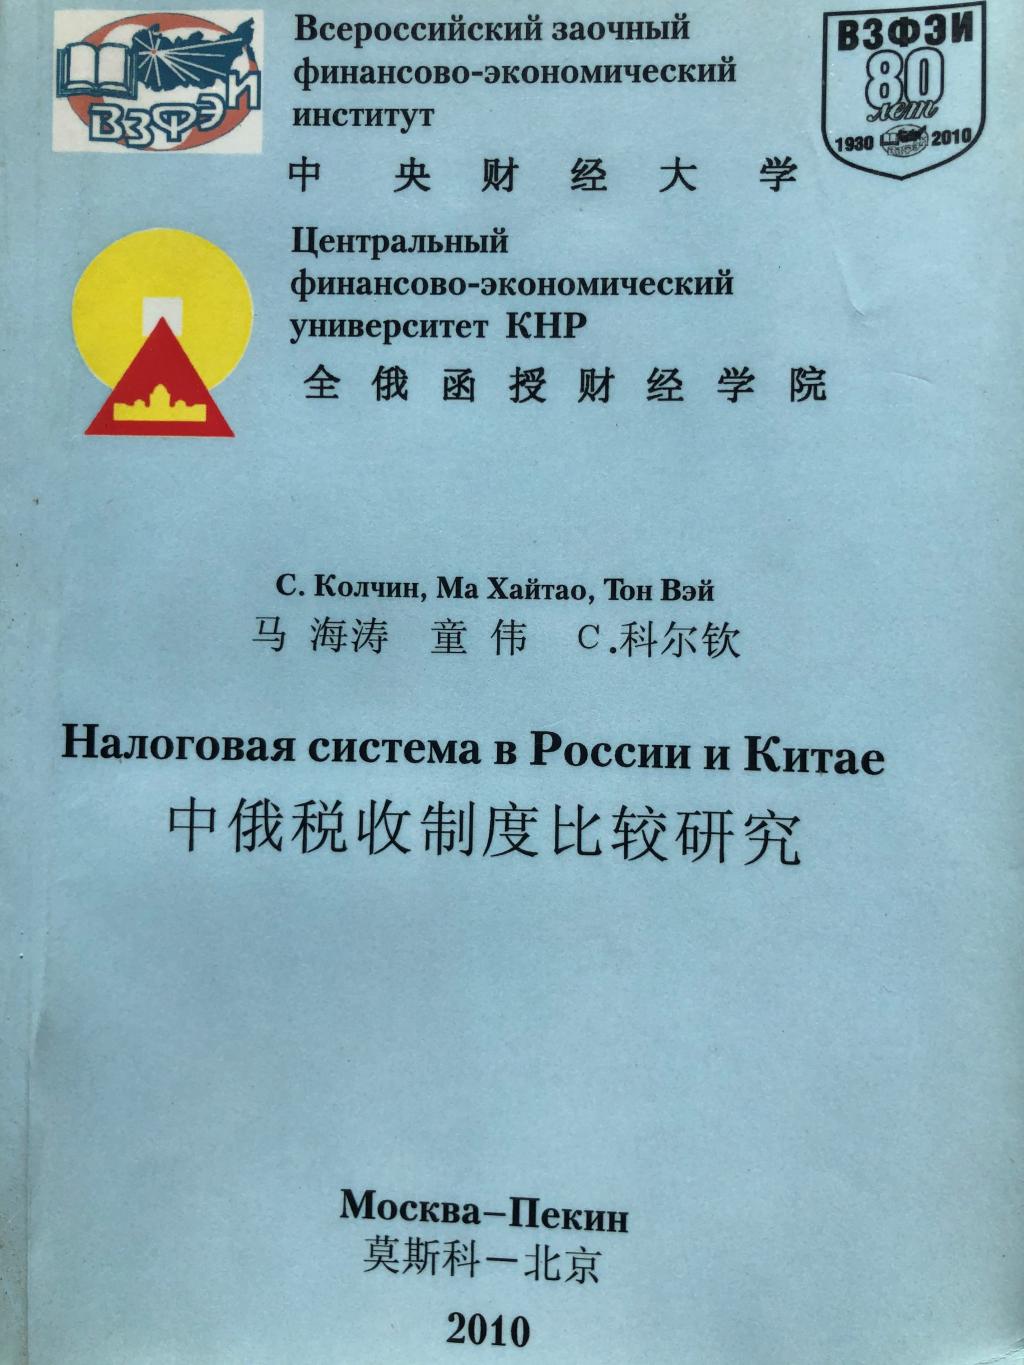 ВЗФЭИ
Всероссийский заочный
финансово-экономический
институт
ВЗФЭИ
80
лет
1930 2010
中央财经大学
Центральный
финансово-экономический
университет КНР
全俄函授财经学院
С. Колчин, Ма Хайтао, Тон Вэй
马 海涛 童 伟 С.科尔钦
Налоговая система в России и Китае
中俄税收制度比较研究
Москва–Пекин
莫斯科—北京
2010